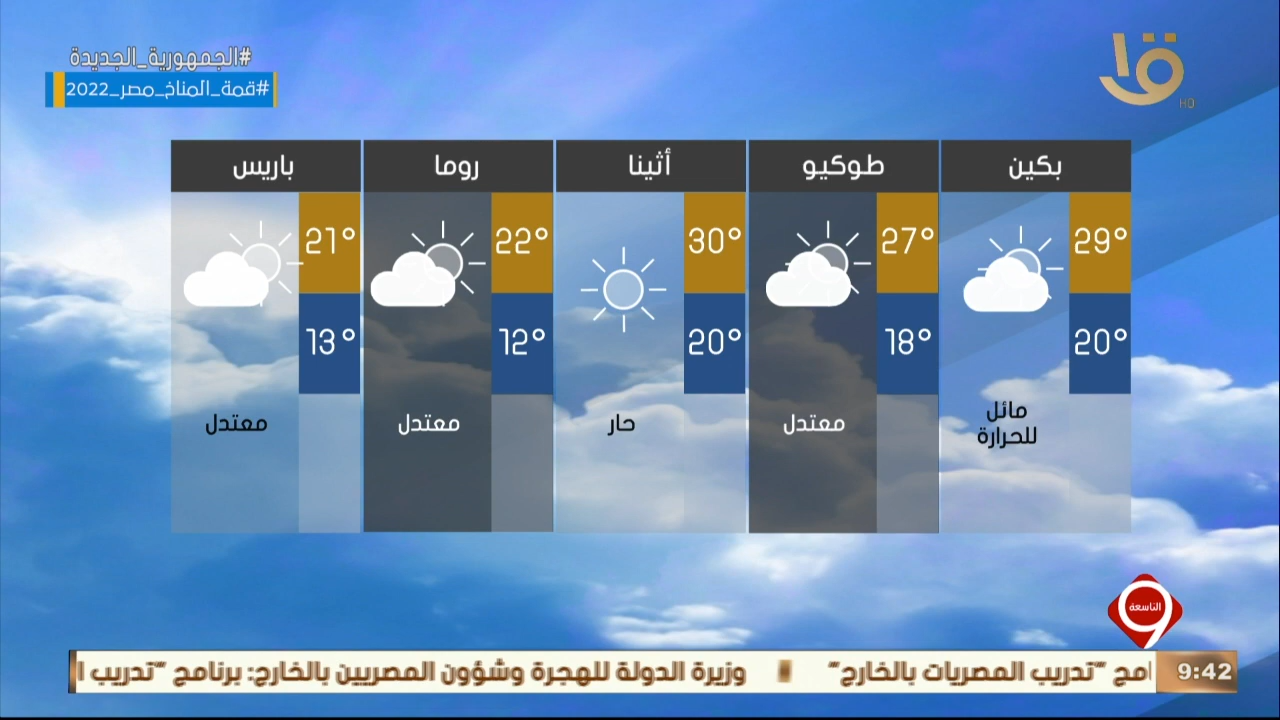 #الجمهورية_الجديدة
#قمة_المناخ_مصر_2022
HD
بكين
29°
20°
مائل
للحرارة
طوكيو
27°
18°
معتدل
أثينا
30°
20°
حار
روما
22°
12°
معتدل
باريس
21°
13°
معتدل
التاسعة
9
امج "تدريب المصريات بالخارج" وزيرة الدولة للهجرة وشؤون المصريين بالخارج: برنامج "تدريب ا
9:42